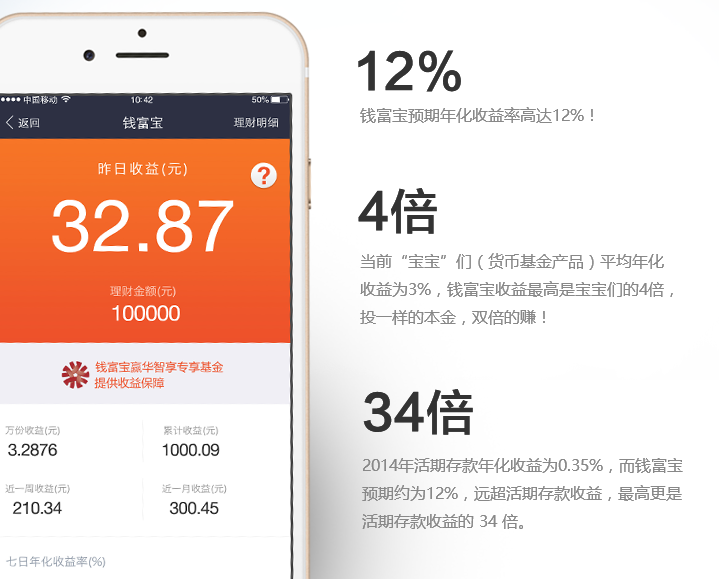 中国移动 10:42 50%
返回 钱富宝 理财明细
昨日收益(元)
?
32.87
理财金额(元)
100000
钱富宝赢华智享专享基金
提供收益保障
万份收益(元) 累计收益(元)
3.2876 1000.09
近一周收益(元) 近一月收益(元)
210.34 300.45
七日年化收益率(%)
12%
钱富宝预期年化收益率高达12%！
4倍
当前“宝宝”们（货币基金产品）平均年化
收益为3%，钱富宝收益最高是宝宝们的4倍，
投一样的本金，双倍的赚！
34倍
2014年活期存款年化收益为0.35%，而钱富宝
预期约为12%，远超活期存款收益，最高更是
活期存款收益的 34 倍。